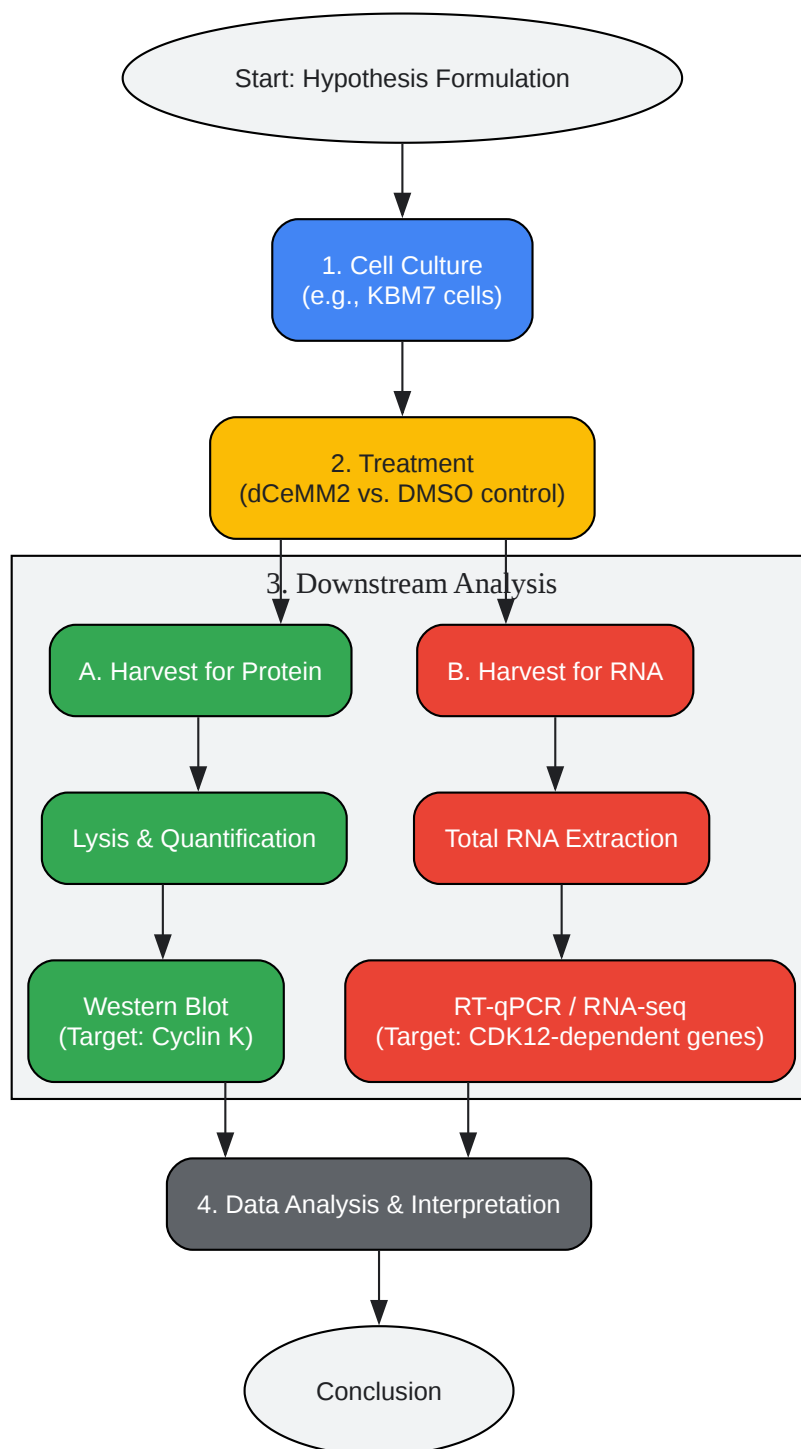 Start: Hypothesis Formulation
1. Cell Culture
(e.g., KBM7 cells)
2. Treatment
(dCeMM2 vs. DMSO control)
3. Downstream Analysis
A. Harvest for Protein
B. Harvest for RNA
Lysis & Quantification
Total RNA Extraction
Western Blot
(Target: Cyclin K)
RT-qPCR / RNA-seq
(Target: CDK12-dependent genes)
4. Data Analysis & Interpretation
Conclusion